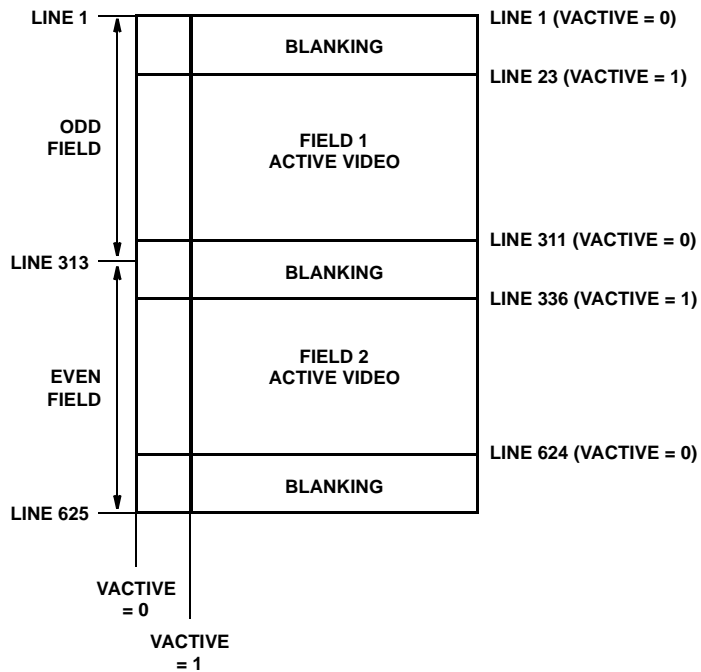 LINE 1
LINE 1 (VACTIVE = 0)
BLANKING
LINE 23 (VACTIVE = 1)
ODD
FIELD
FIELD 1
ACTIVE VIDEO
LINE 311 (VACTIVE = 0)
LINE 313
BLANKING
LINE 336 (VACTIVE = 1)
FIELD 2
ACTIVE VIDEO
EVEN
FIELD
LINE 624 (VACTIVE = 0)
BLANKING
LINE 625
VACTIVE
= 0
VACTIVE
= 1